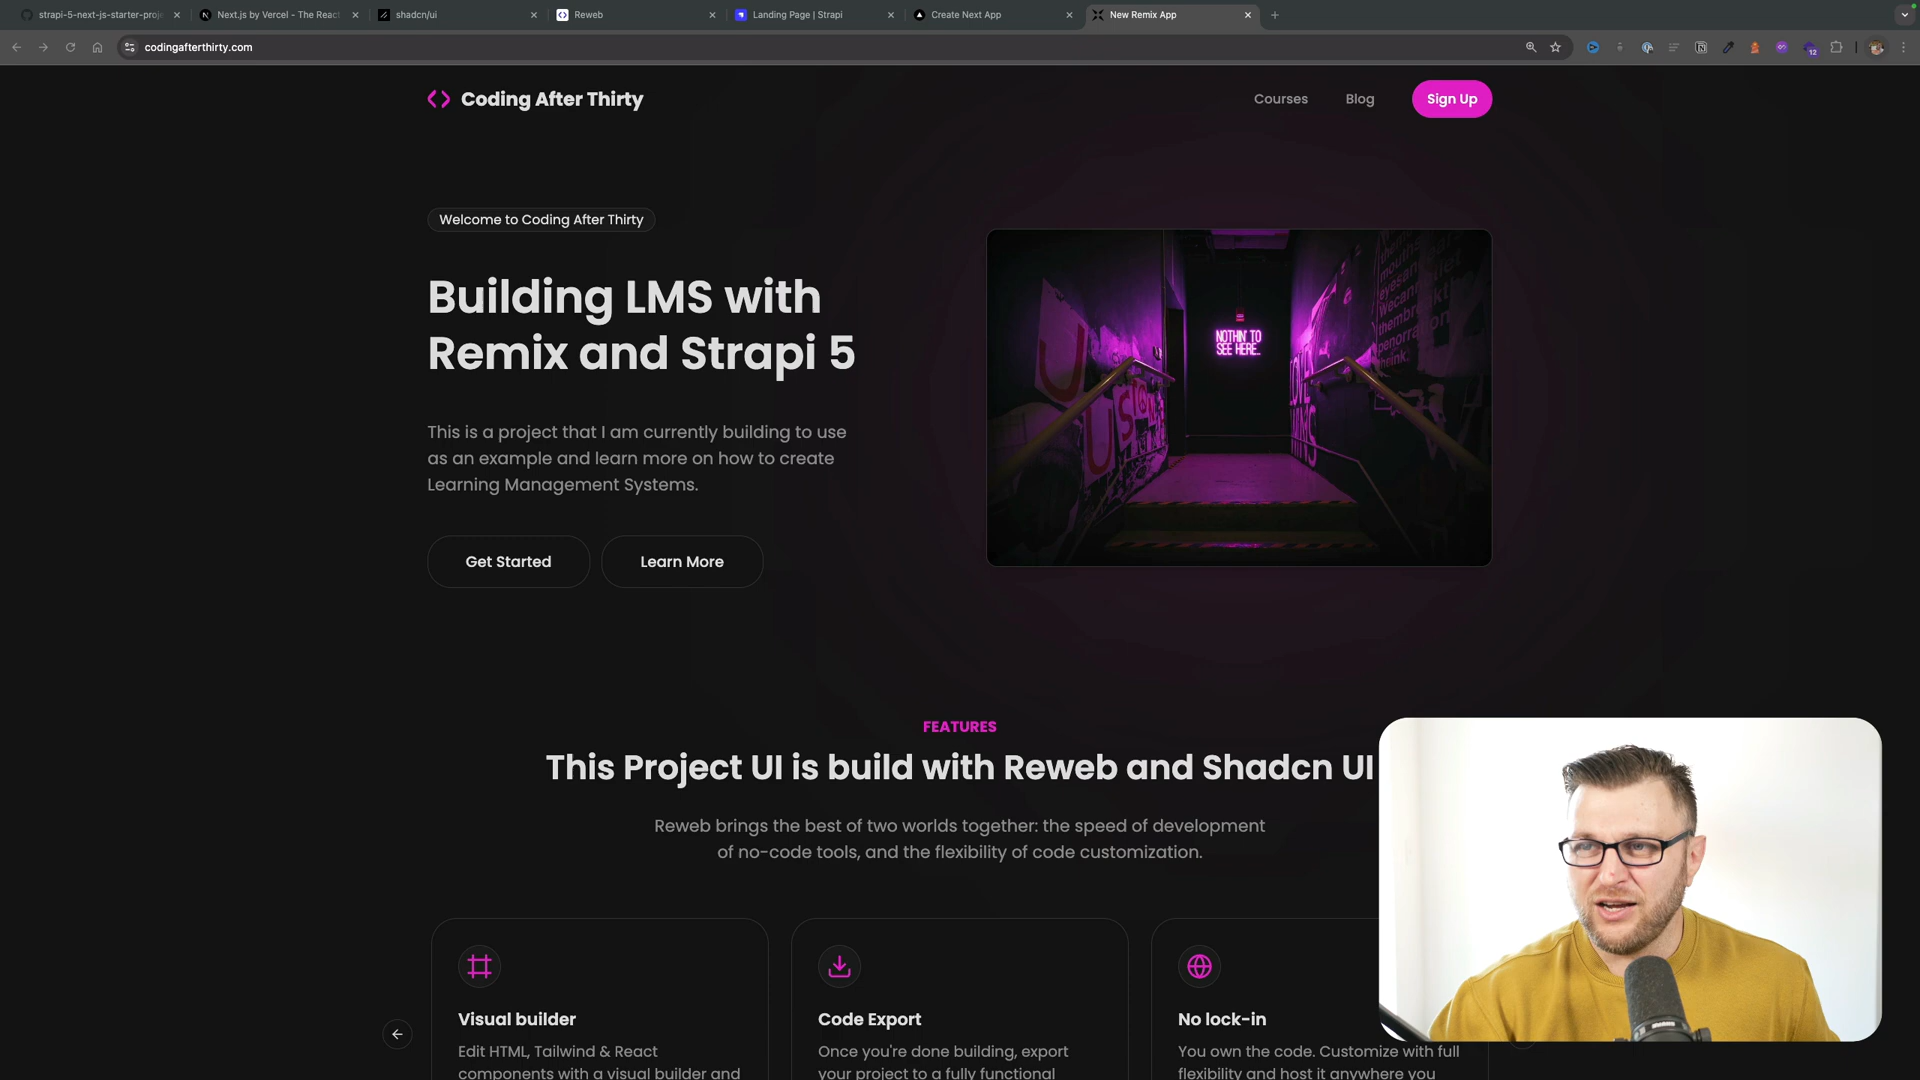 strapi-5-next-js-starter-proj
Next.js by Vercel - The React
shadcn/ui
Reweb
Landing Page | Strapi
Create Next App
New Remix App
codingafterthirty.com
12
Coding After Thirty
Courses
Blog
Sign Up
Welcome to Coding After Thirty
Building LMS with
Remix and Strapi 5
This is a project that I am currently building to use
as an example and learn more on how to create
Learning Management Systems.
Get Started
Learn More
NOTHIN' TO
SEE HERE...
FEATURES
This Project UI is build with Reweb and Shadcn UI
Reweb brings the best of two worlds together: the speed of development
of no-code tools, and the flexibility of code customization.
Visual builder
Edit HTML, Tailwind & React
components with a visual builder and
Code Export
Once you're done building, export
your project to a fully functional
No lock-in
You own the code. Customize with full
flexibility and host it anywhere you